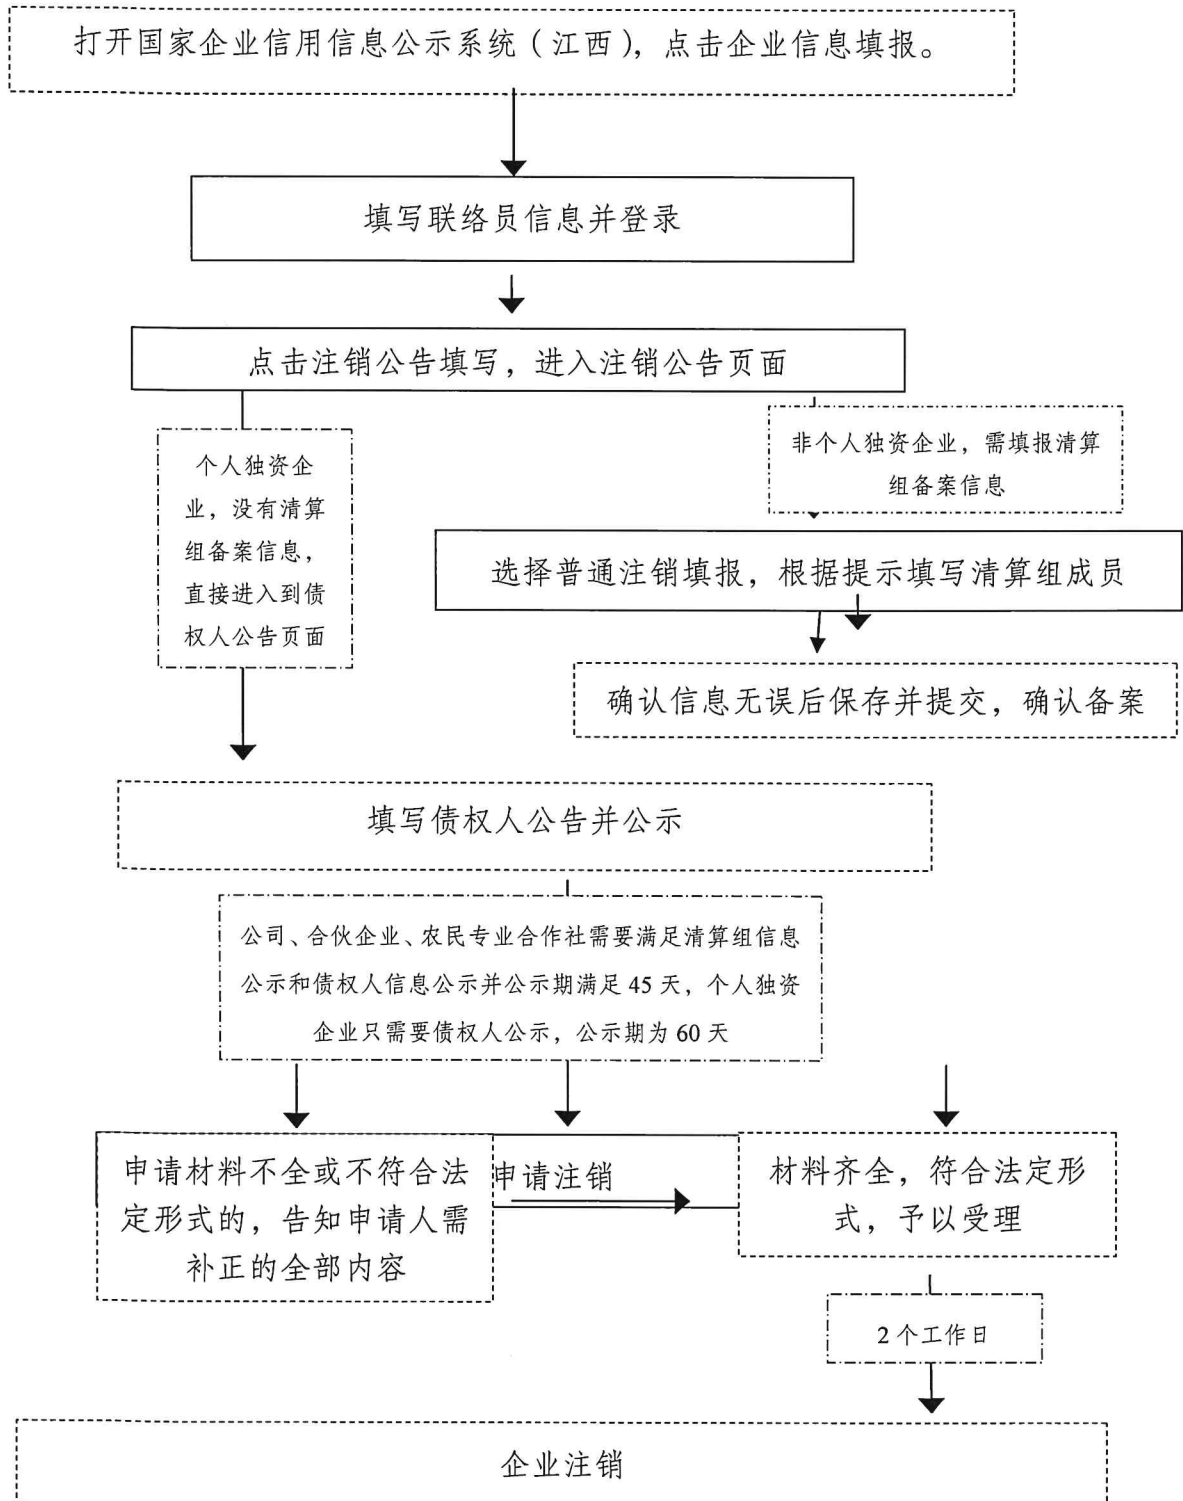 打开国家企业信用信息公示系统（江西），点击企业信息填报。
填写联络员信息并登录
点击注销公告填写，进入注销公告页面
个人独资企
业，没有清算
组备案信息，
直接进入到债
权人公告页面
非个人独资企业，需填报清算
组备案信息
选择普通注销填报，根据提示填写清算组成员
确认信息无误后保存并提交，确认备案
填写债权人公告并公示
公司、合伙企业、农民专业合作社需要满足清算组信息
公示和债权人信息公示并公示期满足 45 天，个人独资
企业只需要债权人公示，公示期为 60 天
申请材料不全或不符合法
定形式的，告知申请人需
补正的全部内容
申请注销
材料齐全，符合法定形
式，予以受理
2 个工作日
企业注销